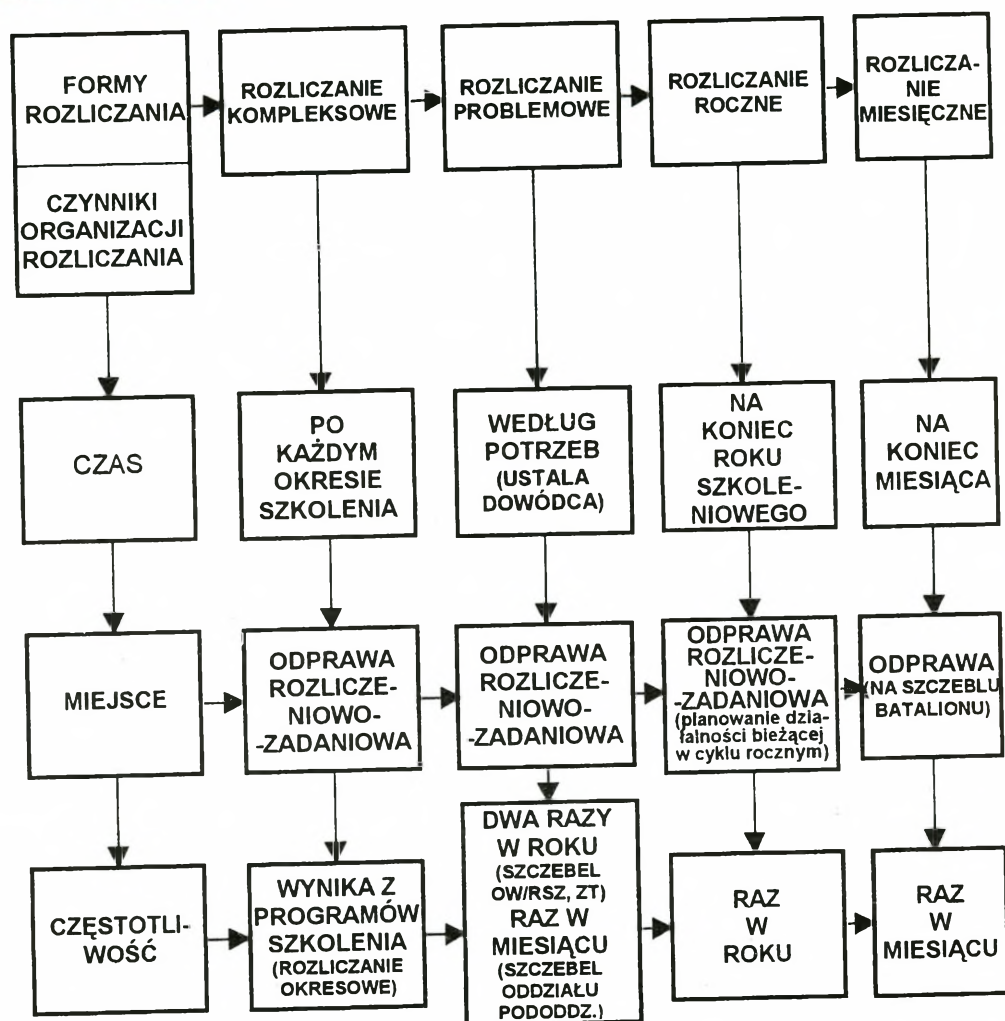 FORMY
ROZLICZANIA
CZYNNIKI
ORGANIZACJI
ROZLICZANIA
ROZLICZANIE
KOMPLEKSOWE
ROZLICZANIE
PROBLEMOWE
ROZLICZANIE
ROCZNE
ROZLICZA-
NIE
MIESIĘCZNE
CZAS
PO
KAŻDYM
OKRESIE
SZKOLENIA
WEDŁUG
POTRZEB
(USTALA
DOWÓDCA)
NA
KONIEC
ROKU
SZKOLE-
NIOWEGO
NA
KONIEC
MIESIĄCA
MIEJSCE
ODPRAWA
ROZLICZE-
NIOWO-
-ZADANIOWA
ODPRAWA
ROZLICZE-
NIOWO-
-ZADANIOWA
ODPRAWA
ROZLICZE-
NIOWO-
-ZADANIOWA
(planowanie dzia-
łalności bieżącej
w cyklu rocznym)
ODPRAWA
(NA SZCZEBLU
BATALIONU)
CZĘSTOTLI-
WOŚĆ
WYNIKA Z
PROGRAMÓW
SZKOLENIA
(ROZLICZANIE
OKRESOWE)
DWA RAZY
W ROKU
(SZCZEBEL
OW/RSZ, ZT)
RAZ W
MIESIĄCU
(SZCZEBEL
ODDZIAŁU
PODODDZ.)
RAZ
W
ROKU
RAZ
W
MIESIĄCU